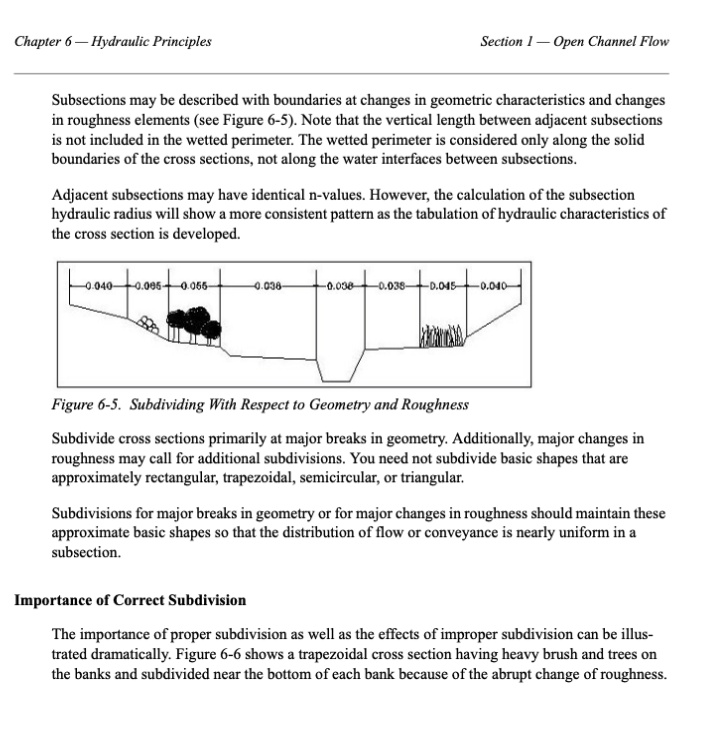 Chapter 6 — Hydraulic Principles
Section 1 — Open Channel Flow
Subsections may be described with boundaries at changes in geometric characteristics and changes
in roughness elements (see Figure 6-5). Note that the vertical length between adjacent subsections
is not included in the wetted perimeter. The wetted perimeter is considered only along the solid
boundaries of the cross sections, not along the water interfaces between subsections.
Adjacent subsections may have identical n-values. However, the calculation of the subsection
hydraulic radius will show a more consistent pattern as the tabulation of hydraulic characteristics of
the cross section is developed.
0.040 0.055 0.038 0.038 0.045 0.040
Figure 6-5. Subdividing With Respect to Geometry and Roughness
Subdivide cross sections primarily at major breaks in geometry. Additionally, major changes in
roughness may call for additional subdivisions. You need not subdivide basic shapes that are
approximately rectangular, trapezoidal, semicircular, or triangular.
Subdivisions for major breaks in geometry or for major changes in roughness should maintain these
approximate basic shapes so that the distribution of flow or conveyance is nearly uniform in a
subsection.
Importance of Correct Subdivision
The importance of proper subdivision as well as the effects of improper subdivision can be illus-
trated dramatically. Figure 6-6 shows a trapezoidal cross section having heavy brush and trees on
the banks and subdivided near the bottom of each bank because of the abrupt change of roughness.